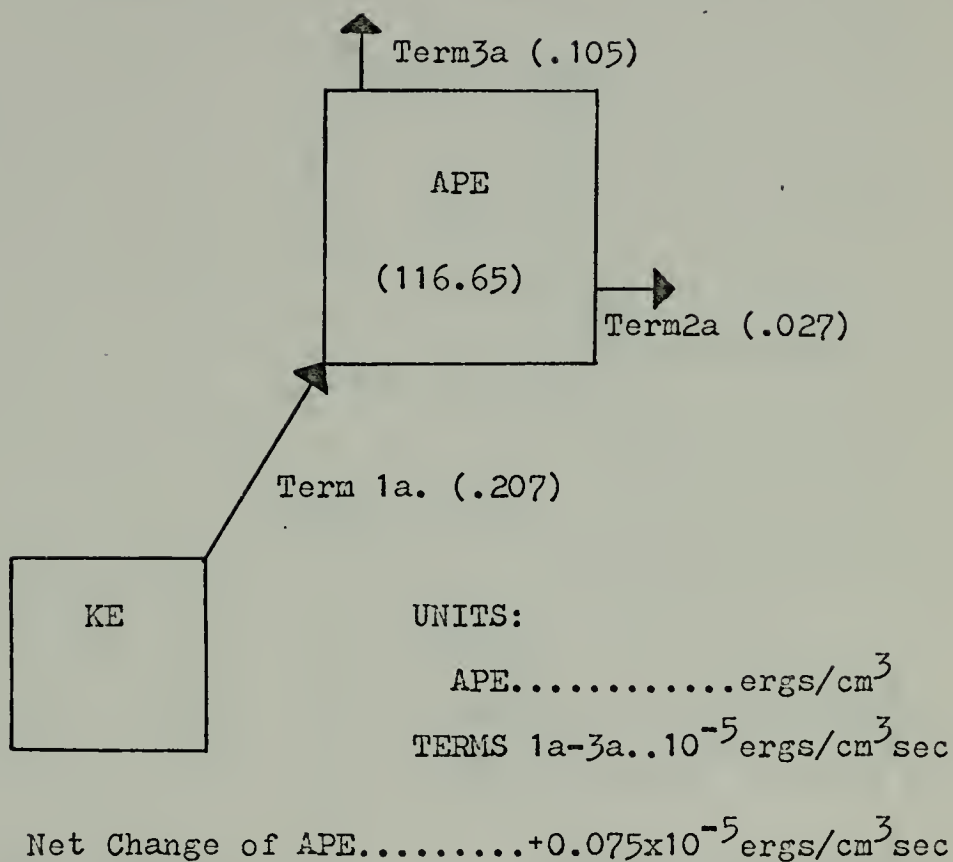 Term3a (.105)
APE
(116.65)
Term2a (.027)
Term 1a. (.207)
KE
UNITS:
APE............ergs/cm³
TERMS 1a-3a..10⁻⁵ergs/cm³sec
Net Change of APE.........+0.075x10⁻⁵ergs/cm³sec